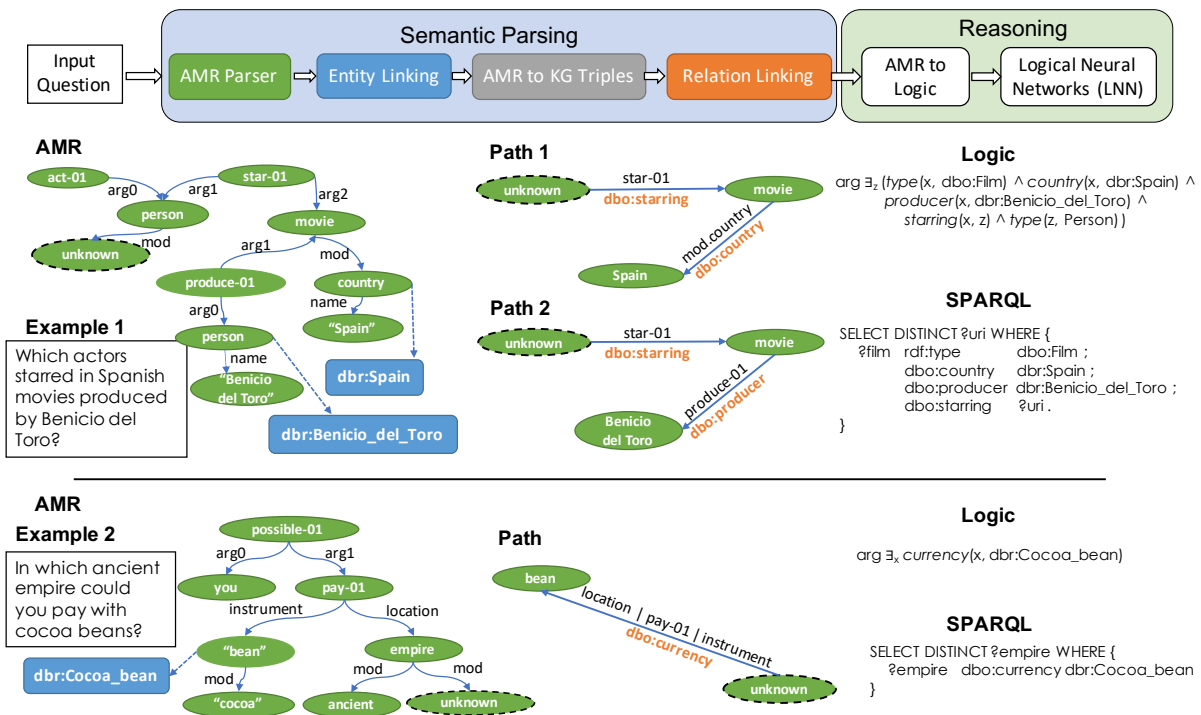 Semantic Parsing
Reasoning
Input
Question
AMR Parser
Entity Linking
AMR to KG Triples
Relation Linking
AMR to
Logic
Logical Neural
Networks (LNN)
AMR
act-01
star-01
arg0
arg1
arg2
person
movie
mod
unknown
arg1
mod
produce-01
country
arg0
name
person
"Spain"
name
"Benicio
del Toro"
dbr:Spain
dbr:Benicio_del_Toro
Example 1
Which actors
starred in Spanish
movies produced
by Benicio del
Toro?
Path 1
unknown
star-01
dbo:starring
movie
mod.country
dbo:country
Spain
Path 2
unknown
star-01
dbo:starring
movie
produce-01
dbo:producer
Benicio
del Toro
Logic
arg ∃z (type(x, dbo:Film) ∧ country(x, dbr:Spain) ∧
producer(x, dbr:Benicio_del_Toro) ∧
starring(x, z) ∧ type(z, Person) )
SPARQL
SELECT DISTINCT ?uri WHERE {
?film rdf:type dbo:Film ;
dbo:country dbr:Spain ;
dbo:producer dbr:Benicio_del_Toro ;
dbo:starring ?uri .
}
AMR
Example 2
In which ancient
empire could
you pay with
cocoa beans?
possible-01
arg0
arg1
you
pay-01
instrument
location
"bean"
empire
dbr:Cocoa_bean
mod
mod
mod
"cocoa"
ancient
unknown
Path
bean
location | pay-01 | instrument
dbo:currency
unknown
Logic
arg ∃x currency(x, dbr:Cocoa_bean)
SPARQL
SELECT DISTINCT ?empire WHERE {
?empire dbo:currency dbr:Cocoa_bean
}